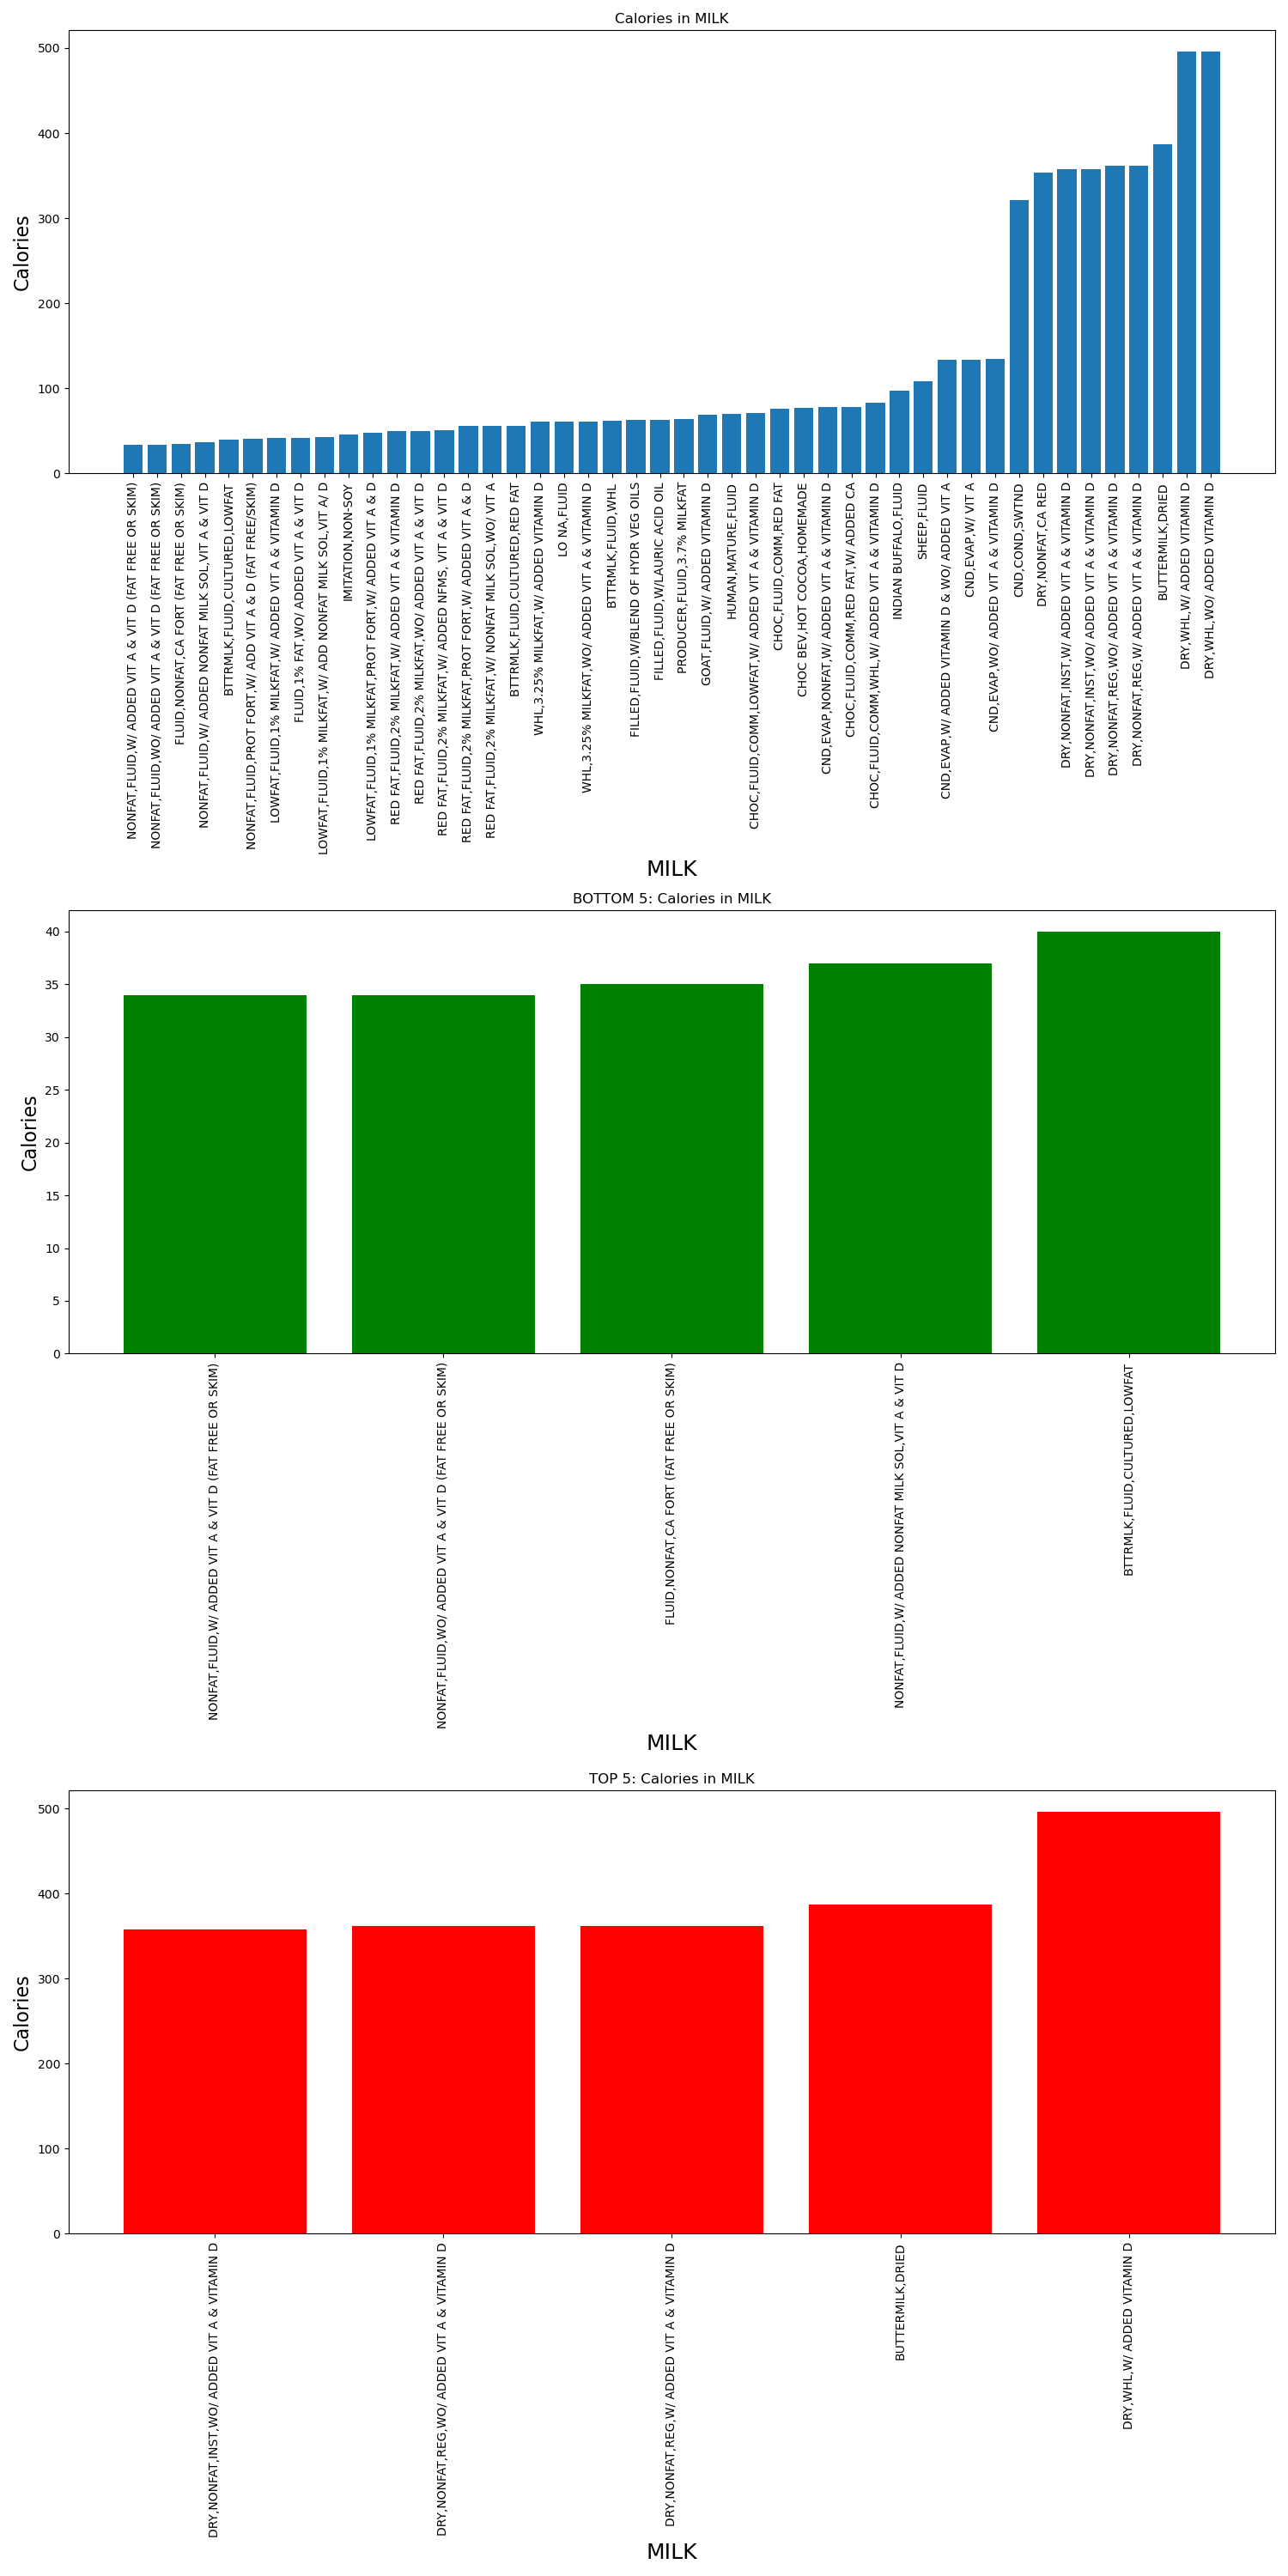 Calories in MILK
Calories
500
400
300
200
100
0
NONFAT,FLUID,W/ ADDED VIT A & VIT D (FAT FREE OR SKIM)
NONFAT,FLUID,WO/ ADDED VIT A & VIT D (FAT FREE OR SKIM)
FLUID,NONFAT,CA FORT (FAT FREE OR SKIM)
NONFAT,FLUID,W/ ADDED NONFAT MILK SOL,VIT A & VIT D
BTTRMLK,FLUID,CULTURED,LOWFAT
NONFAT,FLUID,PROT FORT,W/ ADD VIT A & D (FAT FREE/SKIM)
LOWFAT,FLUID,1% MILKFAT,W/ ADDED VIT A & VITAMIN D
FLUID,1% FAT,WO/ ADDED VIT A & VIT D
LOWFAT,FLUID,1% MILKFAT,W/ ADD NONFAT MILK SOL,VIT A/ D
IMITATION,NON-SOY
LOWFAT,FLUID,1% MILKFAT,PROT FORT,W/ ADDED VIT A & D
RED FAT,FLUID,2% MILKFAT,W/ ADDED VIT A & VITAMIN D
RED FAT,FLUID,2% MILKFAT,WO/ ADDED VIT A & VIT D
RED FAT,FLUID,2% MILKFAT,W/ ADDED NFMS, VIT A & VIT D
RED FAT,FLUID,2% MILKFAT,PROT FORT,W/ ADDED VIT A & D
RED FAT,FLUID,2% MILKFAT,W/ NONFAT MILK SOL,WO/ VIT A
BTTRMLK,FLUID,CULTURED,RED FAT
WHL,3.25% MILKFAT,W/ ADDED VITAMIN D
LO NA,FLUID
WHL,3.25% MILKFAT,WO/ ADDED VIT A & VITAMIN D
BTTRMLK,FLUID,WHL
FILLED,FLUID,W/BLEND OF HYDR VEG OILS
FILLED,FLUID,W/LAURIC ACID OIL
PRODUCER,FLUID,3.7% MILKFAT
GOAT,FLUID,W/ ADDED VITAMIN D
HUMAN,MATURE,FLUID
CHOC,FLUID,COMM,LOWFAT,W/ ADDED VIT A & VITAMIN D
CHOC,FLUID,COMM,RED FAT
CHOC BEV,HOT COCOA,HOMEMADE
CND,EVAP,NONFAT,W/ ADDED VIT A & VITAMIN D
CHOC,FLUID,COMM,RED FAT,W/ ADDED CA
CHOC,FLUID,COMM,WHL,W/ ADDED VIT A & VITAMIN D
INDIAN BUFFALO,FLUID
SHEEP,FLUID
CND,EVAP,W/ ADDED VITAMIN D & WO/ ADDED VIT A
CND,EVAP,W/ VIT A
CND,EVAP,WO/ ADDED VIT A & VITAMIN D
CND,COND,SWTND
DRY,NONFAT,CA RED
DRY,NONFAT,INST,W/ ADDED VIT A & VITAMIN D
DRY,NONFAT,INST,WO/ ADDED VIT A & VITAMIN D
DRY,NONFAT,REG,WO/ ADDED VIT A & VITAMIN D
DRY,NONFAT,REG,W/ ADDED VIT A & VITAMIN D
BUTTERMILK,DRIED
DRY,WHL,W/ ADDED VITAMIN D
DRY,WHL,WO/ ADDED VITAMIN D
MILK
BOTTOM 5: Calories in MILK
Calories
40
35
30
25
20
15
10
5
0
NONFAT,FLUID,W/ ADDED VIT A & VIT D (FAT FREE OR SKIM)
NONFAT,FLUID,WO/ ADDED VIT A & VIT D (FAT FREE OR SKIM)
FLUID,NONFAT,CA FORT (FAT FREE OR SKIM)
NONFAT,FLUID,W/ ADDED NONFAT MILK SOL,VIT A & VIT D
BTTRMLK,FLUID,CULTURED,LOWFAT
MILK
TOP 5: Calories in MILK
Calories
500
400
300
200
100
0
DRY,NONFAT,INST,WO/ ADDED VIT A & VITAMIN D
DRY,NONFAT,REG,WO/ ADDED VIT A & VITAMIN D
DRY,NONFAT,REG,W/ ADDED VIT A & VITAMIN D
BUTTERMILK,DRIED
DRY,WHL,W/ ADDED VITAMIN D
MILK